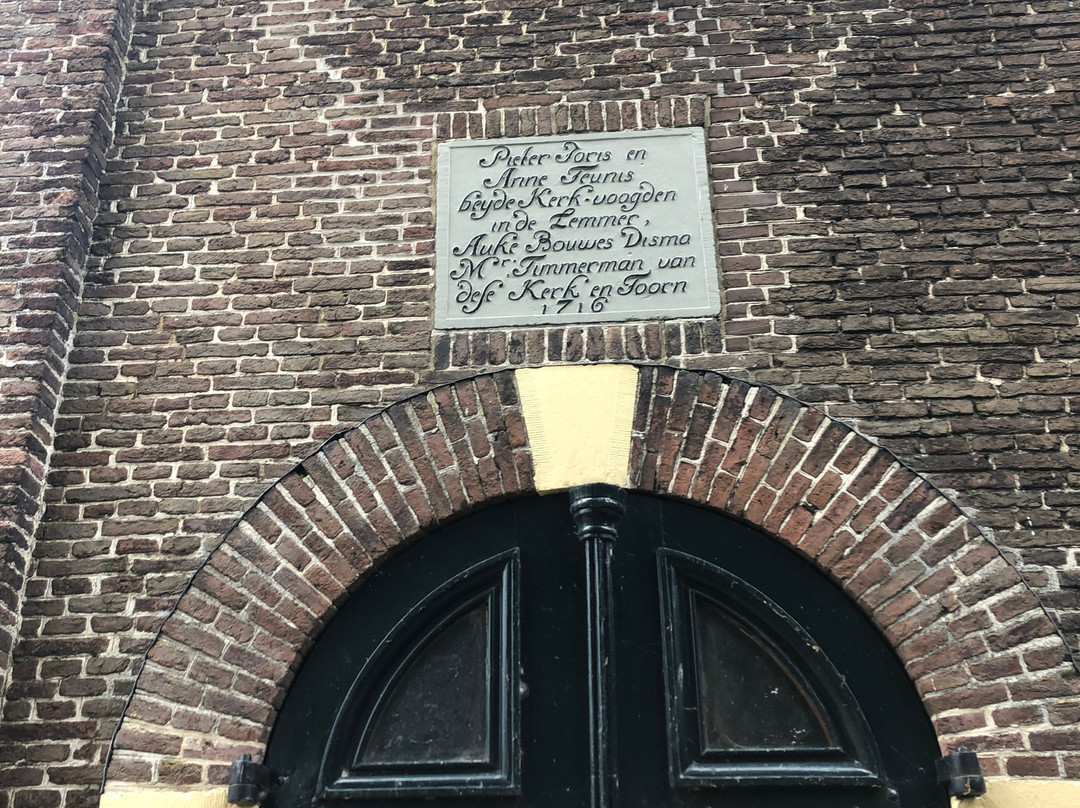 Pieter Joris en
Anne Teunis
beyde Kerk-voogden
in de Lemmer,
Auke Bouwes Disma
Mr. Timmerman van
dese Kerk en Toorn
1716